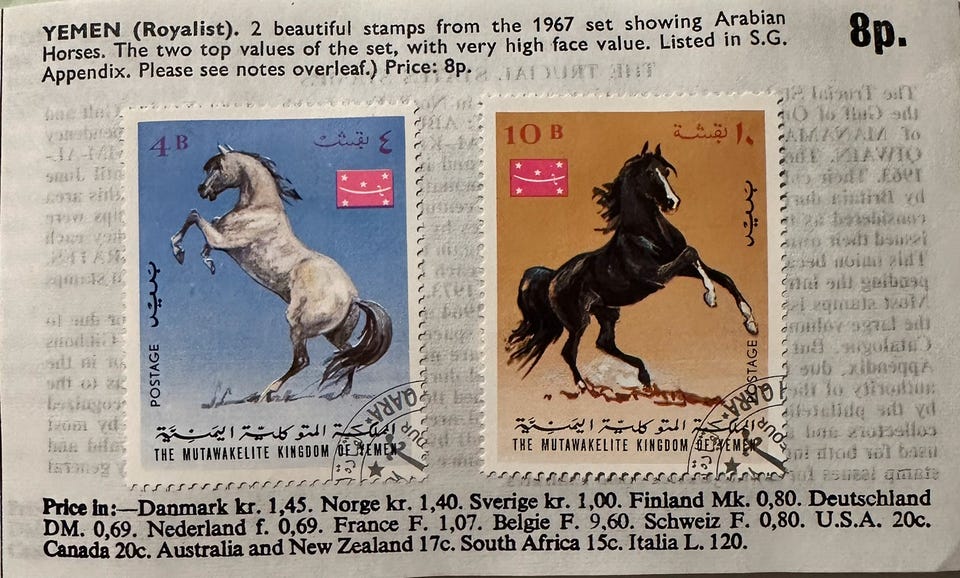 YEMEN (Royalist). 2 beautiful stamps from the 1967 set showing Arabian
Horses. The two top values of the set, with very high face value. Listed in S.G.
Appendix. Please see notes overleaf.) Price: 8p.
8p.
4 B
بقشت ٤
بريد
POSTAGE
المملكة المتوكلية اليمنية
THE MUTAWAKELITE KINGDOM OF YEMEN
QARA
10 B
بقشة ١٠
بريد
POSTAGE
المملكة المتوكلية اليمنية
THE MUTAWAKELITE KINGDOM OF YEMEN
QARA
JOUR
Price in:—Danmark kr. 1,45. Norge kr. 1,40. Sverige kr. 1,00. Finland Mk. 0,80. Deutschland
DM. 0,69. Nederland f. 0,69. France F. 1,07. Belgie F. 9,60. Schweiz F. 0,80. U.S.A. 20c.
Canada 20c. Australia and New Zealand 17c. South Africa 15c. Italia L. 120.